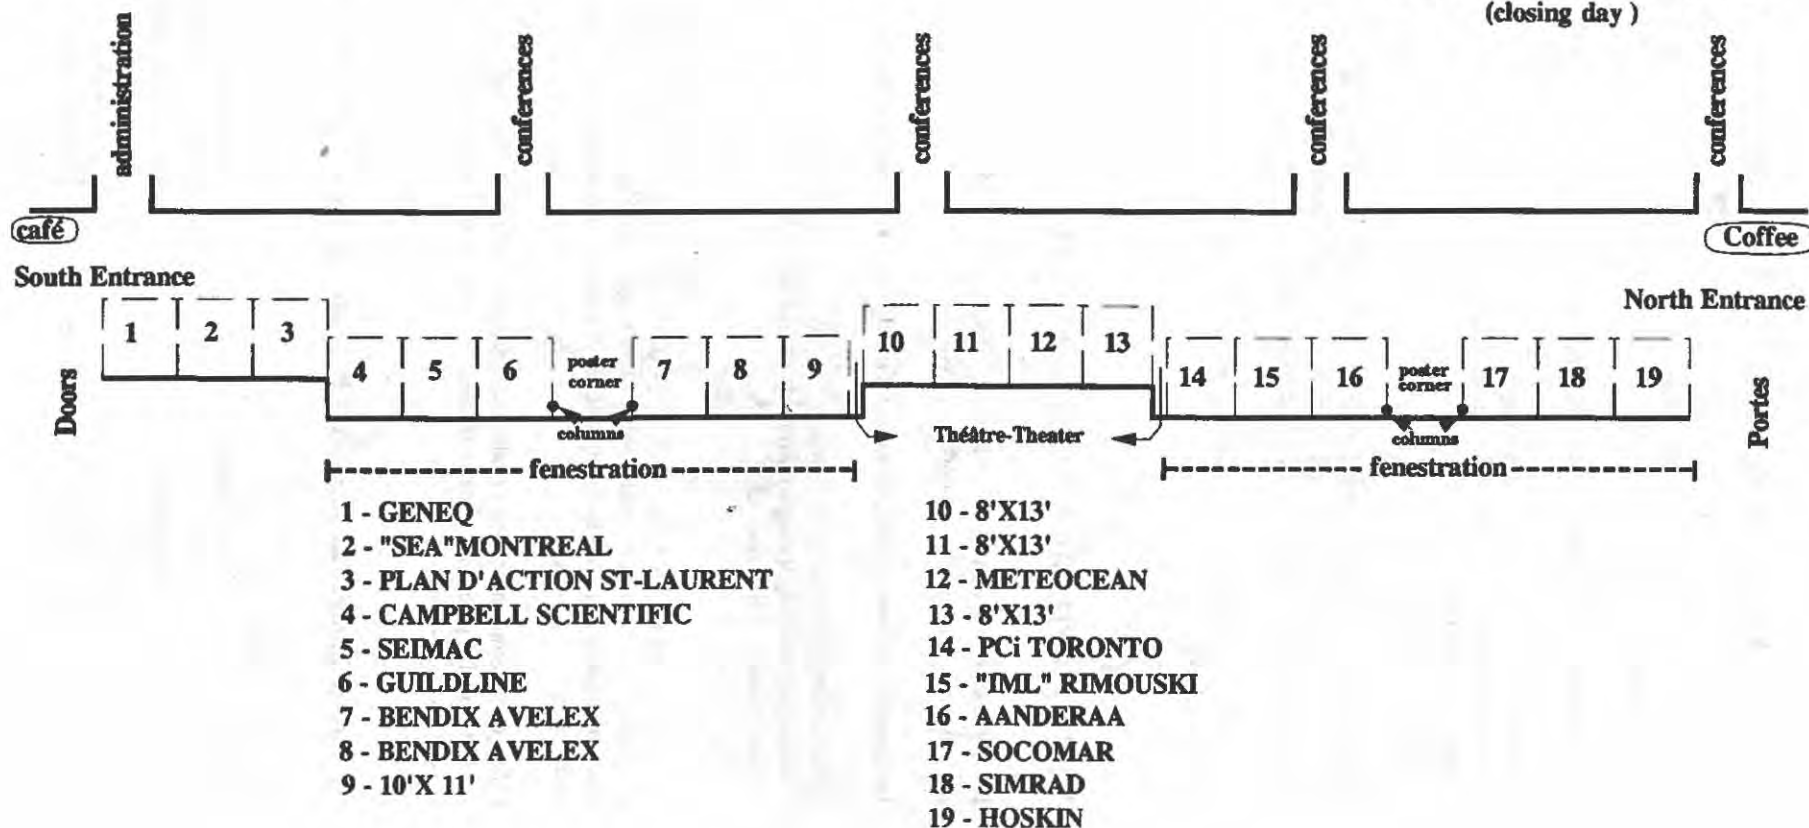 (closing day )
administration
conferences
conferences
conferences
conferences
café
Coffee
South Entrance
North Entrance
1 2 3
10 11 12 13
4 5 6 poster corner 7 8 9
14 15 16 poster corner 17 18 19
Doors
columns
Théâtre-Theater
columns
Portes
fenestration
fenestration
1 - GENEQ
2 - "SEA"MONTREAL
3 - PLAN D'ACTION ST-LAURENT
4 - CAMPBELL SCIENTIFIC
5 - SEIMAC
6 - GUILDLINE
7 - BENDIX AVELEX
8 - BENDIX AVELEX
9 - 10'X 11'
10 - 8'X13'
11 - 8'X13'
12 - METEOCEAN
13 - 8'X13'
14 - PCi TORONTO
15 - "IML" RIMOUSKI
16 - AANDERAA
17 - SOCOMAR
18 - SIMRAD
19 - HOSKIN